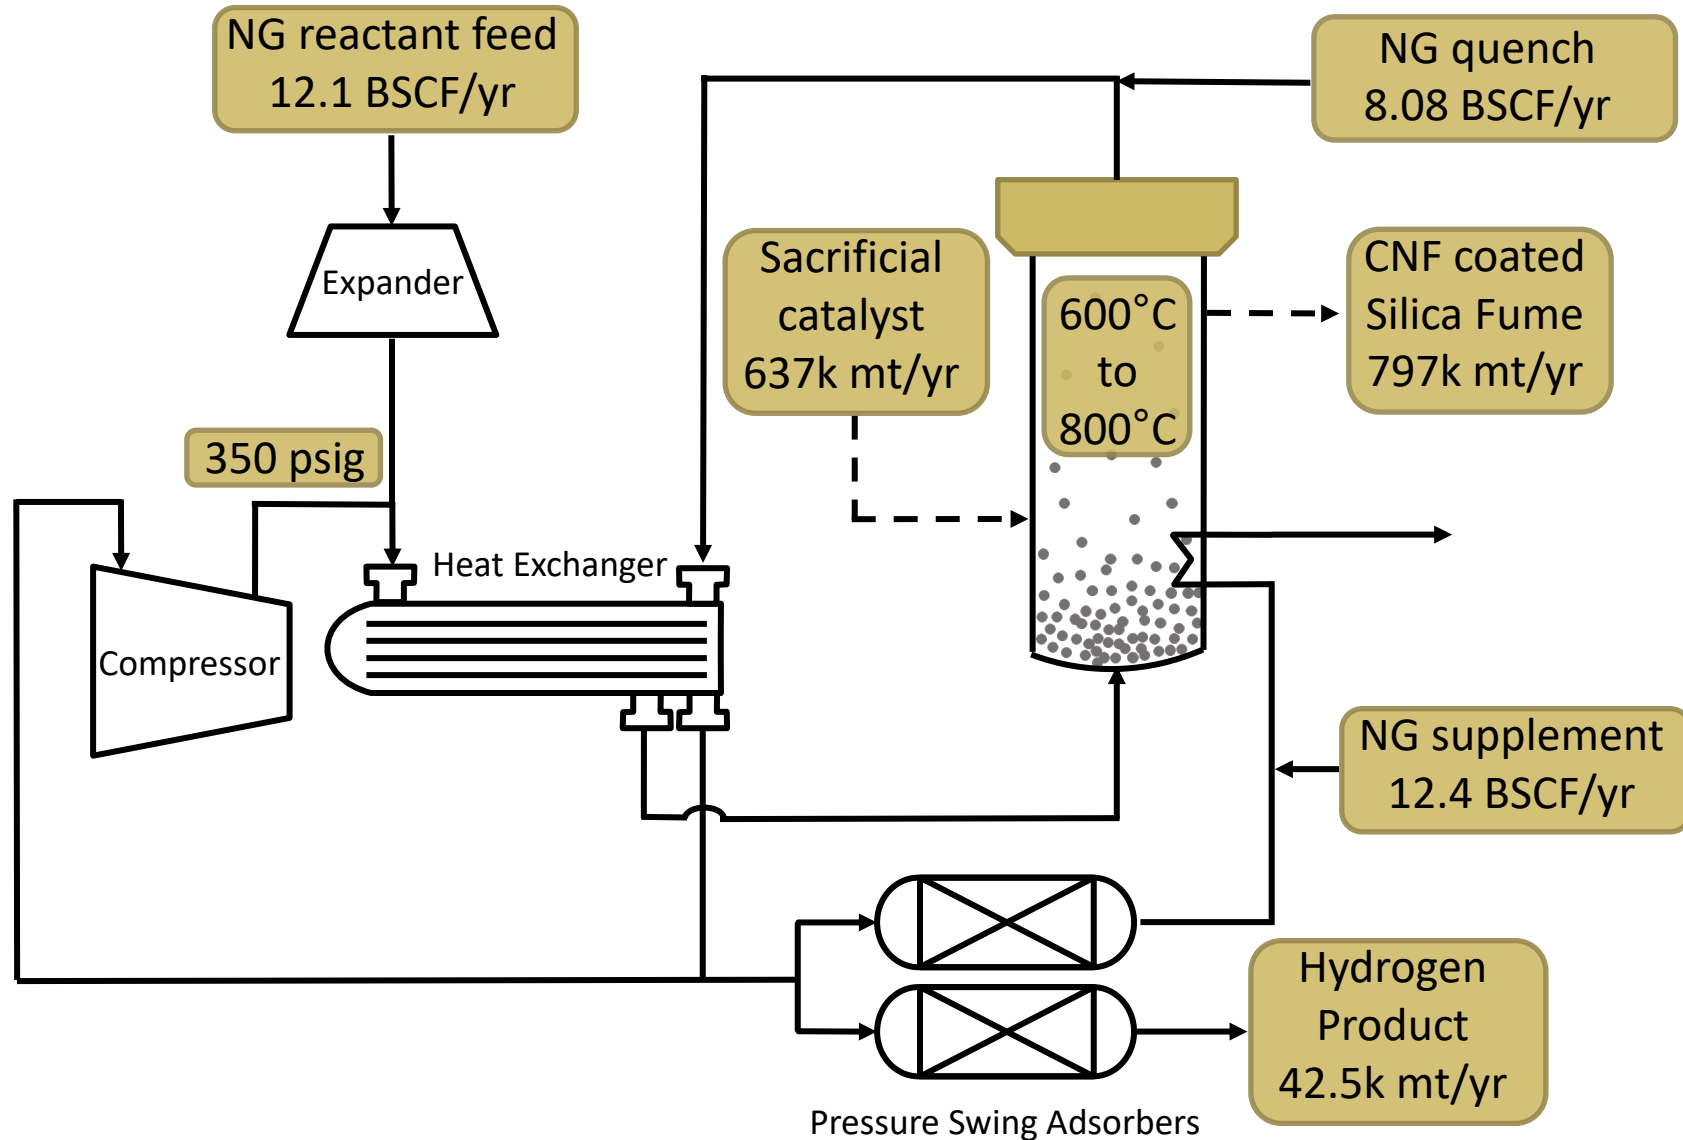 NG reactant feed
12.1 BSCF/yr
NG quench
8.08 BSCF/yr
Expander
Sacrificial
catalyst
637k mt/yr
600°C
to
800°C
CNF coated
Silica Fume
797k mt/yr
350 psig
Heat Exchanger
Compressor
NG supplement
12.4 BSCF/yr
Hydrogen
Product
42.5k mt/yr
Pressure Swing Adsorbers